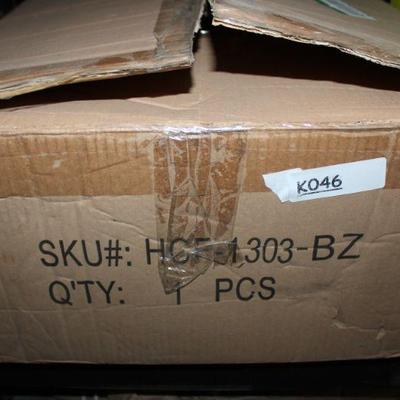 K046
SKU#: HCF-1303-BZ
Q'TY: 1 PCS